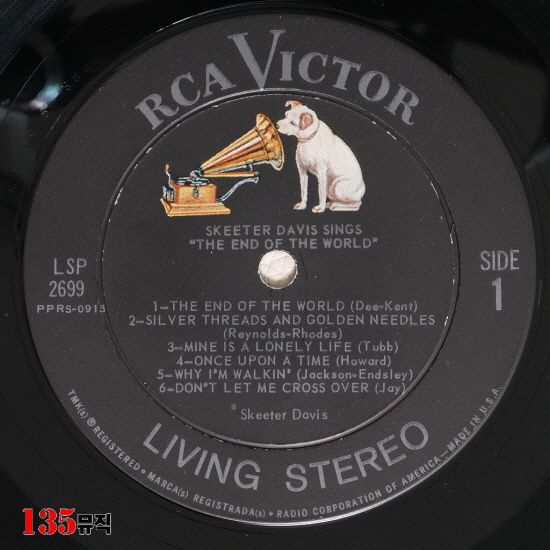 RCA VICTOR
SKEETER DAVIS SINGS
"THE END OF THE WORLD"
LSP
2699
PPRS-0913
SIDE
1
1-THE END OF THE WORLD (Dee-Kent)
2-SILVER THREADS AND GOLDEN NEEDLES
(Reynolds-Rhodes)
3-MINE IS A LONELY LIFE (Tubb)
4-ONCE UPON A TIME (Howard)
5-WHY I'M WALKIN' (Jackson-Endsley)
6-DON"T LET ME CROSS OVER (Jay)
Skeeter Davis
LIVING STEREO
TMK(s) ® REGISTERED • MARCA(s) REGISTRADA(s) • RADIO CORPORATION OF AMERICA—MADE IN U.S.A.
135뮤직